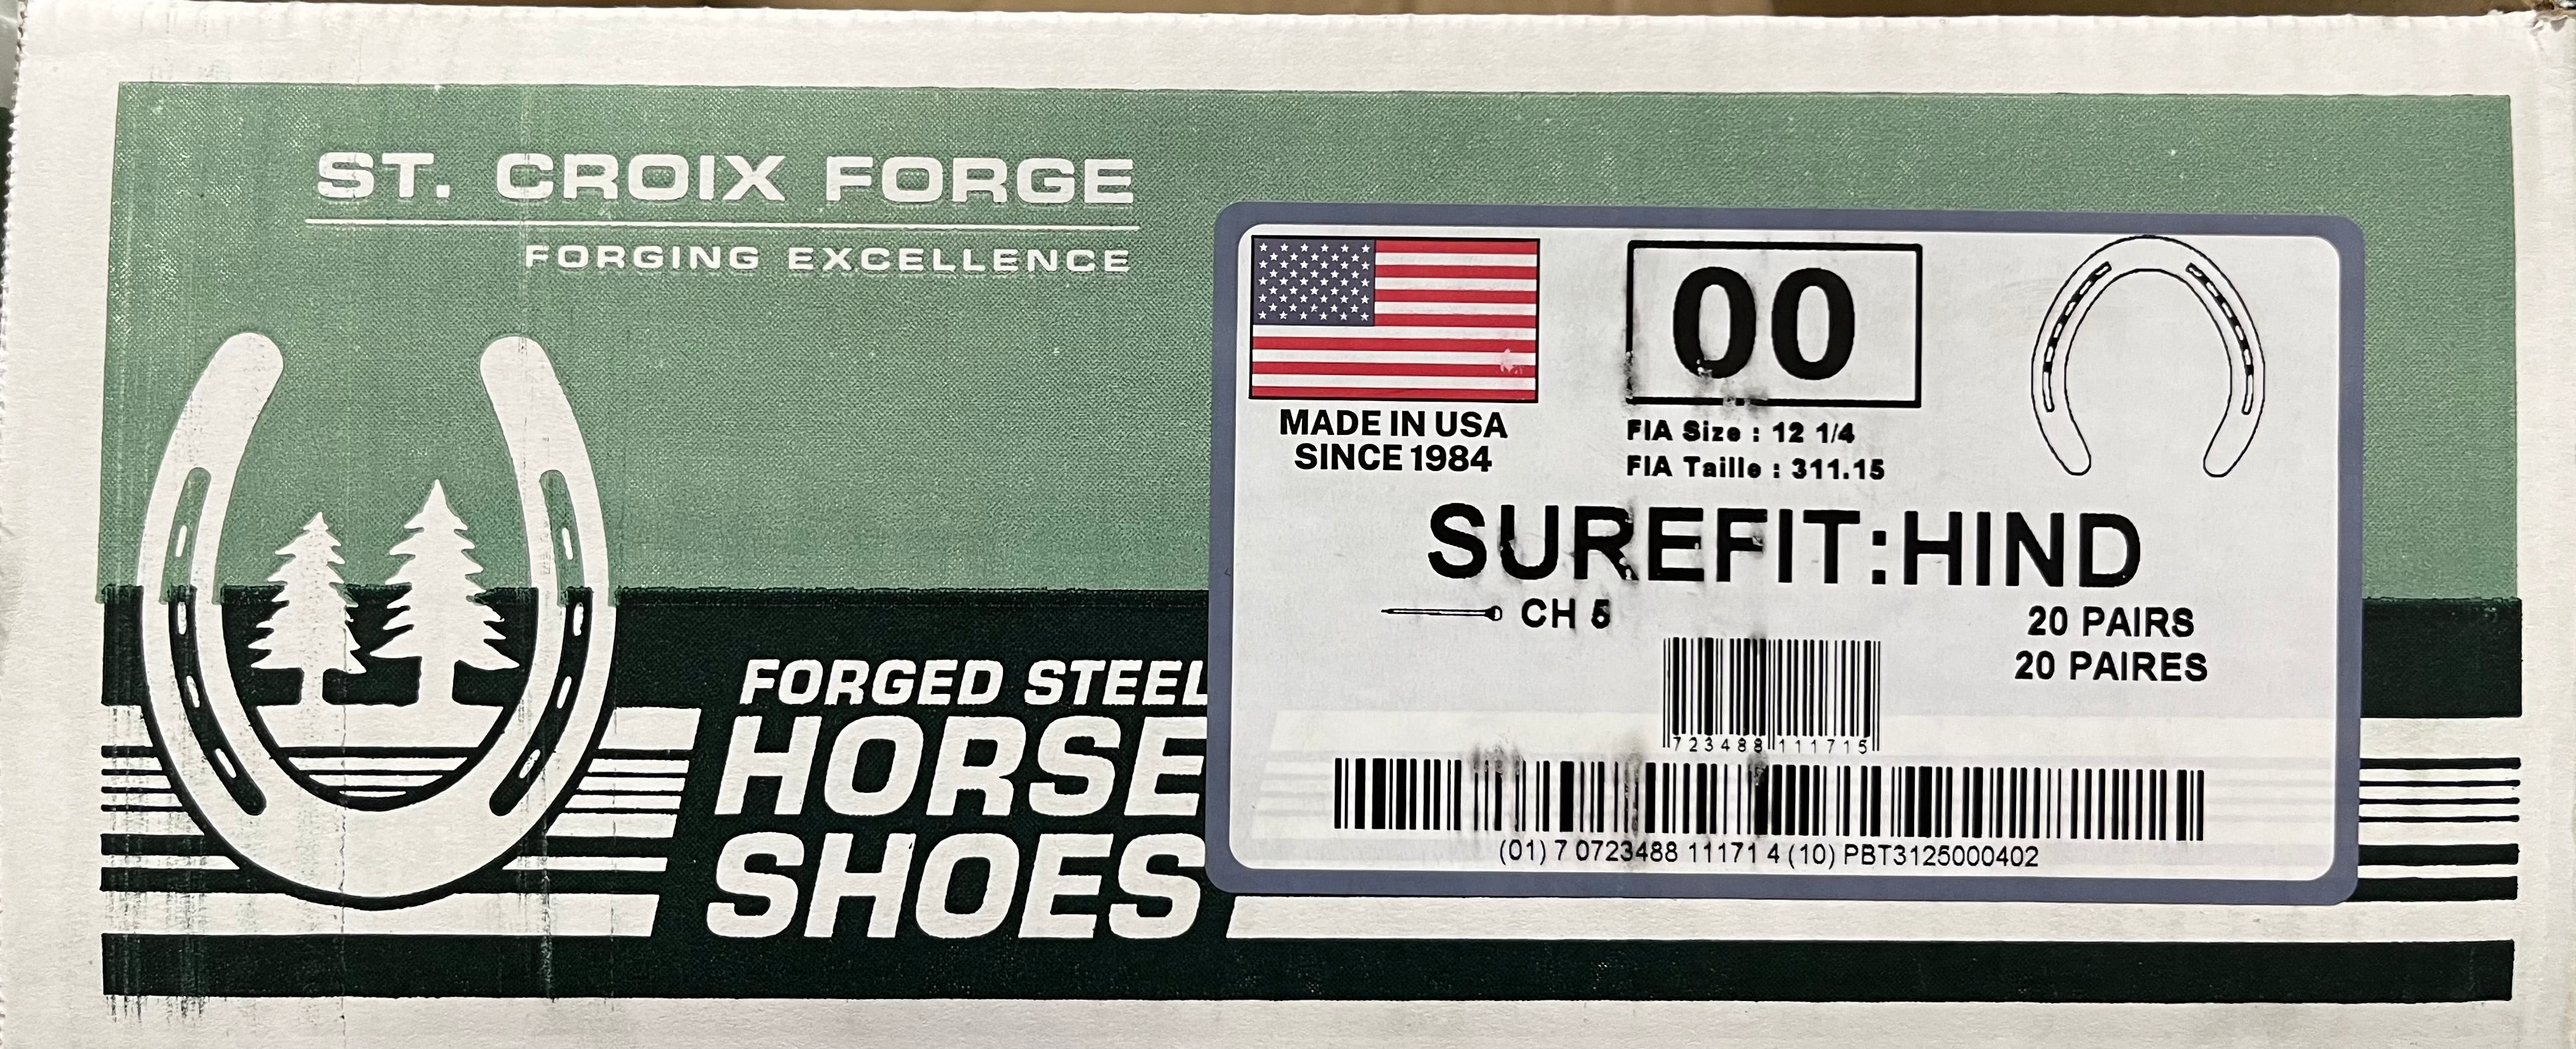 ST. CROIX FORGE
FORGING EXCELLENCE
FORGED STEEL
HORSE
SHOES
MADE IN USA
SINCE 1984
00
FIA Size : 12 1/4
FIA Taille : 311.15
SUREFIT:HIND
CH 5
20 PAIRS
20 PAIRES
723488 111715
(01) 7 0723488 11171 4 (10) PBT3125000402